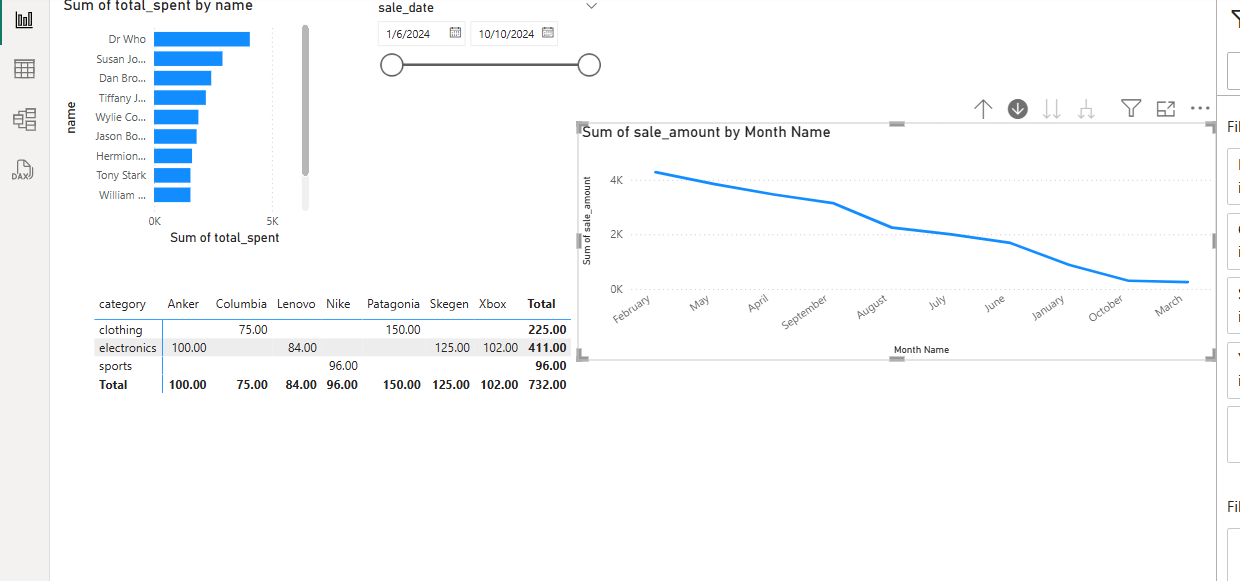 Sum of total_spent by name
name
Dr Who
Susan Jo...
Dan Bro...
Tiffany J...
Wylie Co...
Jason Bo...
Hermion...
Tony Stark
William ...
0K 5K
Sum of total_spent
sale_date
1/6/2024 10/10/2024
Sum of sale_amount by Month Name
Sum of sale_amount
4K
2K
0K
February May April September August July June January October March
Month Name
category Anker Columbia Lenovo Nike Patagonia Skegen Xbox Total
clothing 75.00 150.00 225.00
electronics 100.00 84.00 125.00 102.00 411.00
sports 96.00 96.00
Total 100.00 75.00 84.00 96.00 150.00 125.00 102.00 732.00
DAX